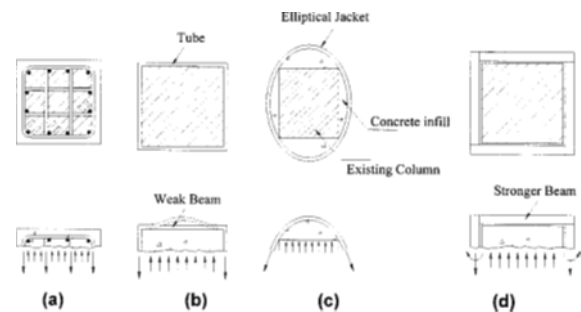 Elliptical Jacket
Tube
Concrete infill
Existing Column
Weak Beam
Stronger Beam
(a)
(b)
(c)
(d)